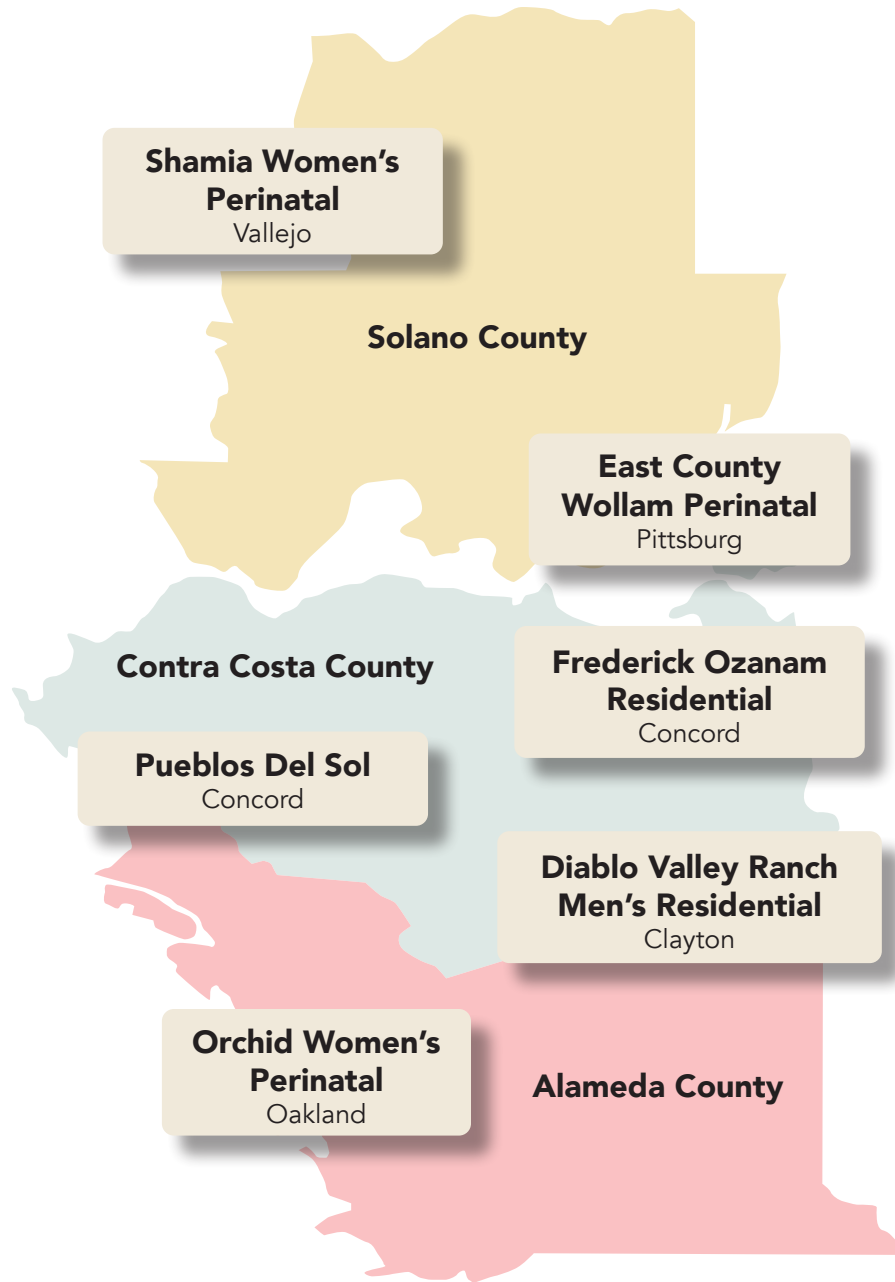 Shamia Women's
Perinatal
Vallejo
Solano County
East County
Wollam Perinatal
Pittsburg
Contra Costa County
Frederick Ozanam
Residential
Concord
Pueblos Del Sol
Concord
Diablo Valley Ranch
Men's Residential
Clayton
Orchid Women's
Perinatal
Oakland
Alameda County